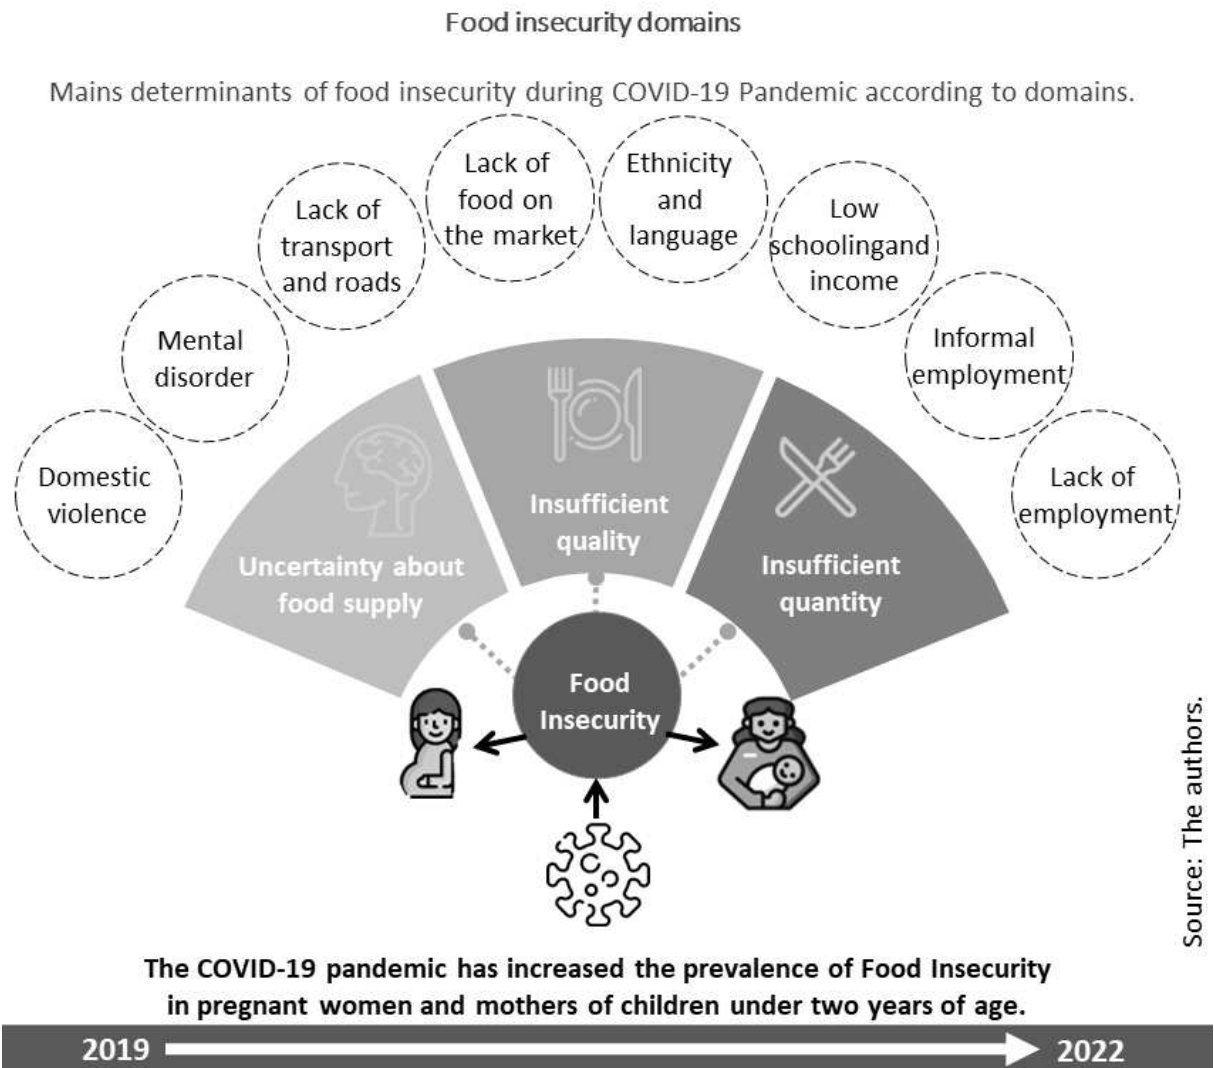 Food insecurity domains
Mains determinants of food insecurity during COVID-19 Pandemic according to domains.
Domestic
violence
Mental
disorder
Lack of
transport
and roads
Lack of
food on
the market
Ethnicity
and
language
Low
schoolingand
income
Informal
employment
Lack of
employment
Uncertainty about
food supply
Insufficient
quality
Insufficient
quantity
Food
Insecurity
Source: The authors.
The COVID-19 pandemic has increased the prevalence of Food Insecurity
in pregnant women and mothers of children under two years of age.
2019
2022